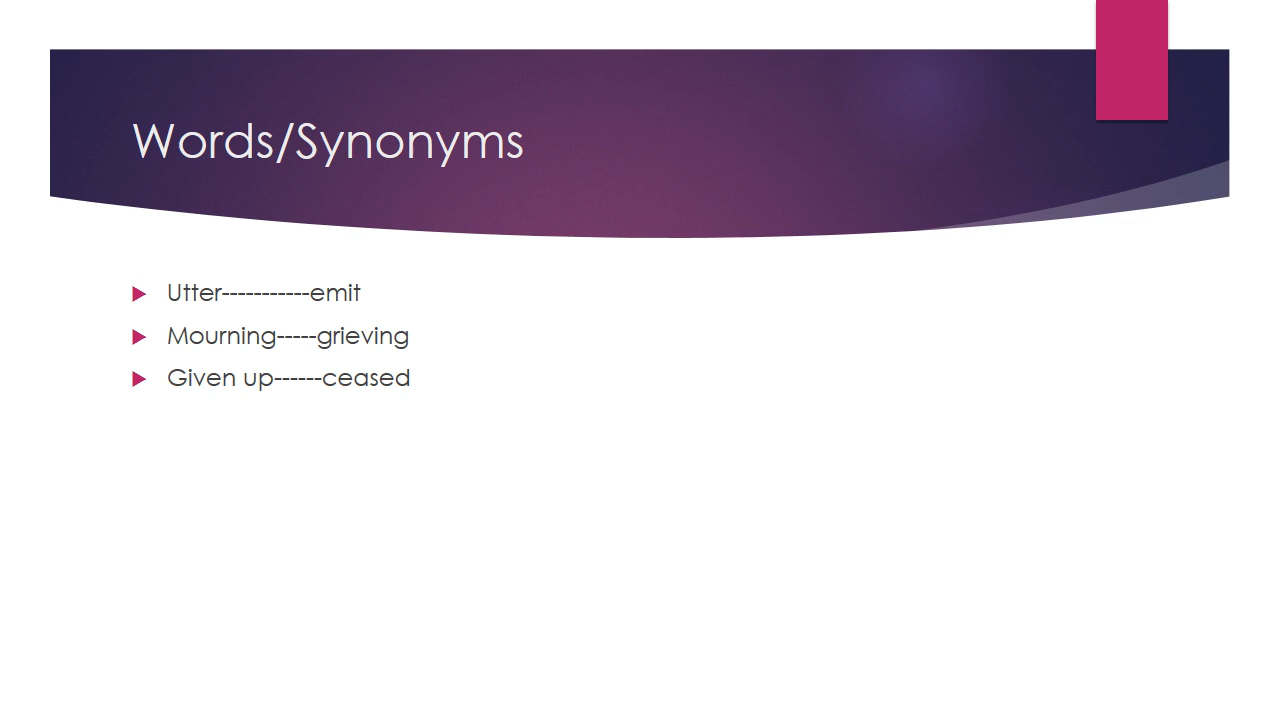 Words/Synonyms
Utter-----------emit
Mourning-----grieving
Given up------ceased